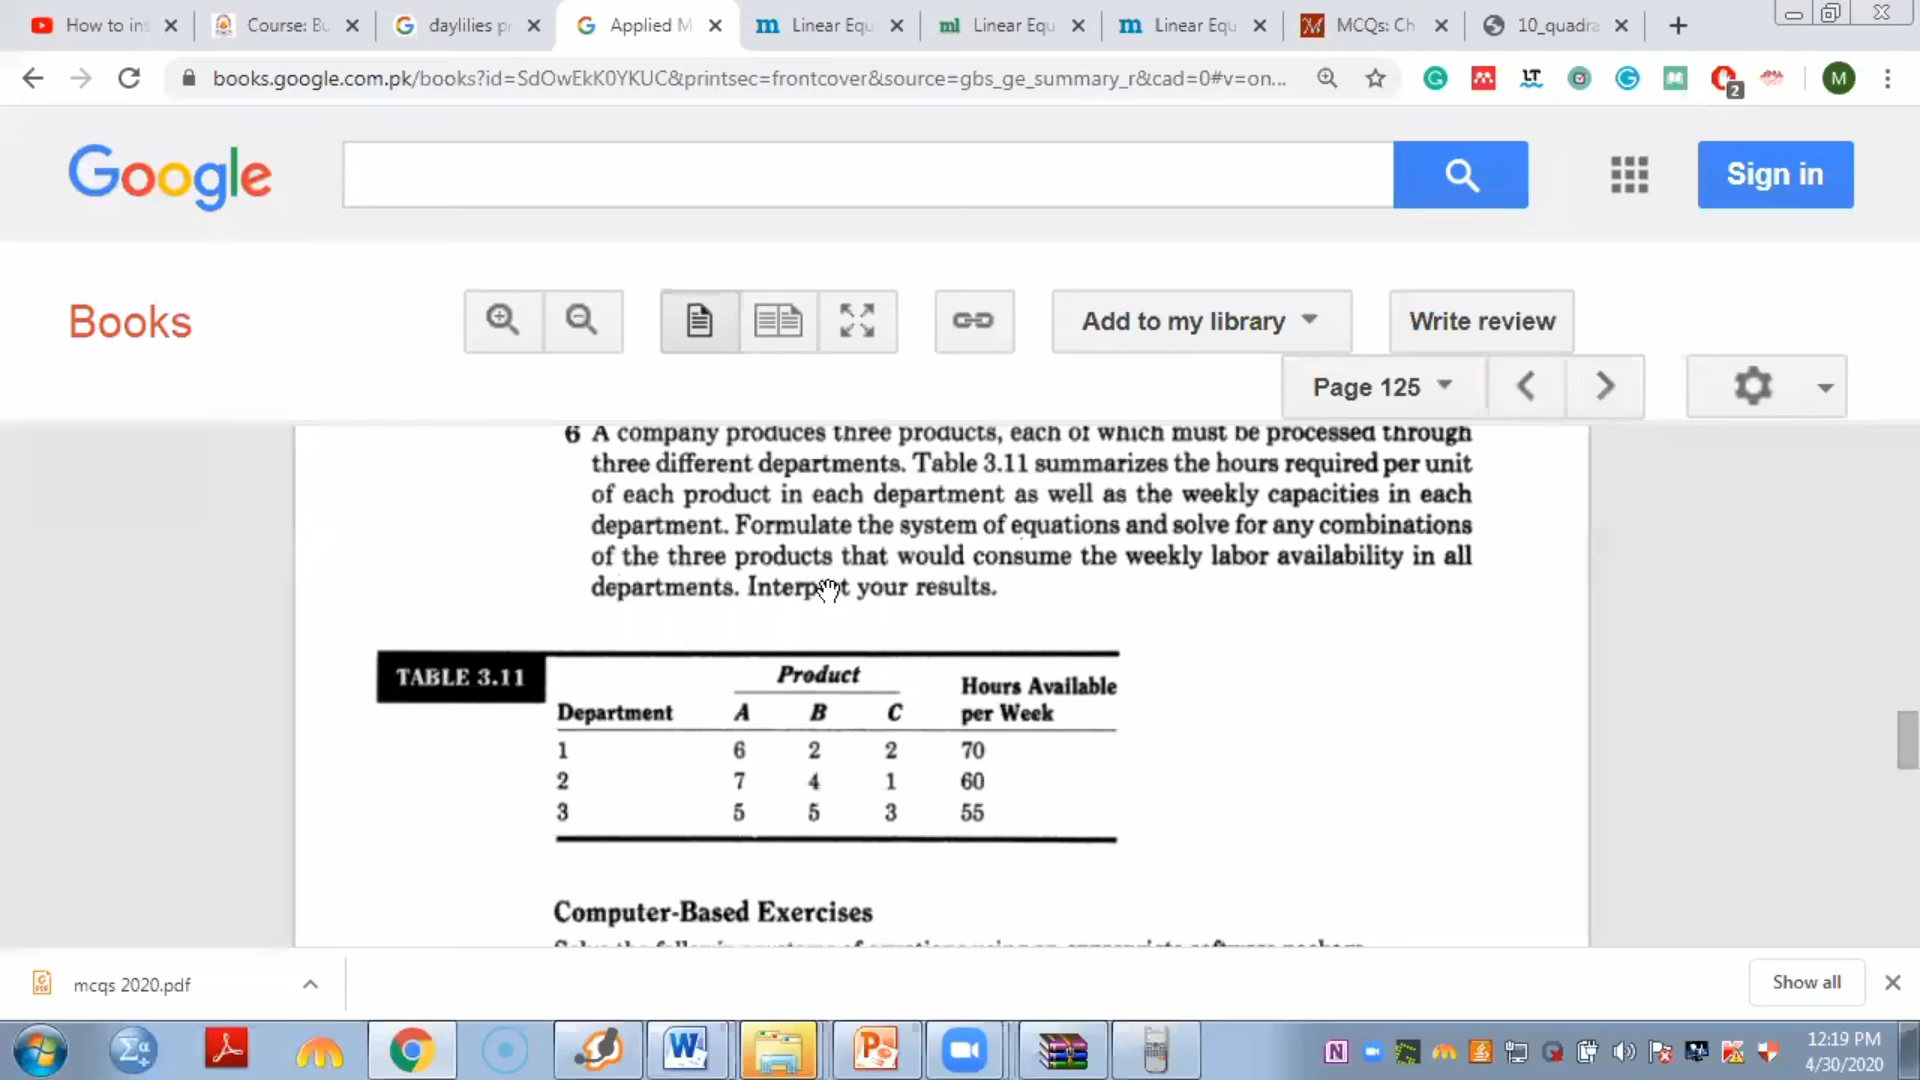 How to ins
Course: Bu
daylilies pr
Applied M
Linear Equ
Linear Equ
Linear Equ
MCQs: Ch
10_quadra
books.google.com.pk/books?id=SdOwEkK0YKUC&printsec=frontcover&source=gbs_ge_summary_r&cad=0#v=on...
2
M
Google
Sign in
Books
Add to my library
Write review
Page 125
6 A company produces three products, each of which must be processed through
three different departments. Table 3.11 summarizes the hours required per unit
of each product in each department as well as the weekly capacities in each
department. Formulate the system of equations and solve for any combinations
of the three products that would consume the weekly labor availability in all
departments. your results.
TABLE 3.11
Product
Hours Available
Department A B C per Week
1 6 2 2 70
2 7 4 1 60
3 5 5 3 55
Computer-Based Exercises
mcqs 2020.pdf
Show all
12:19 PM
4/30/2020